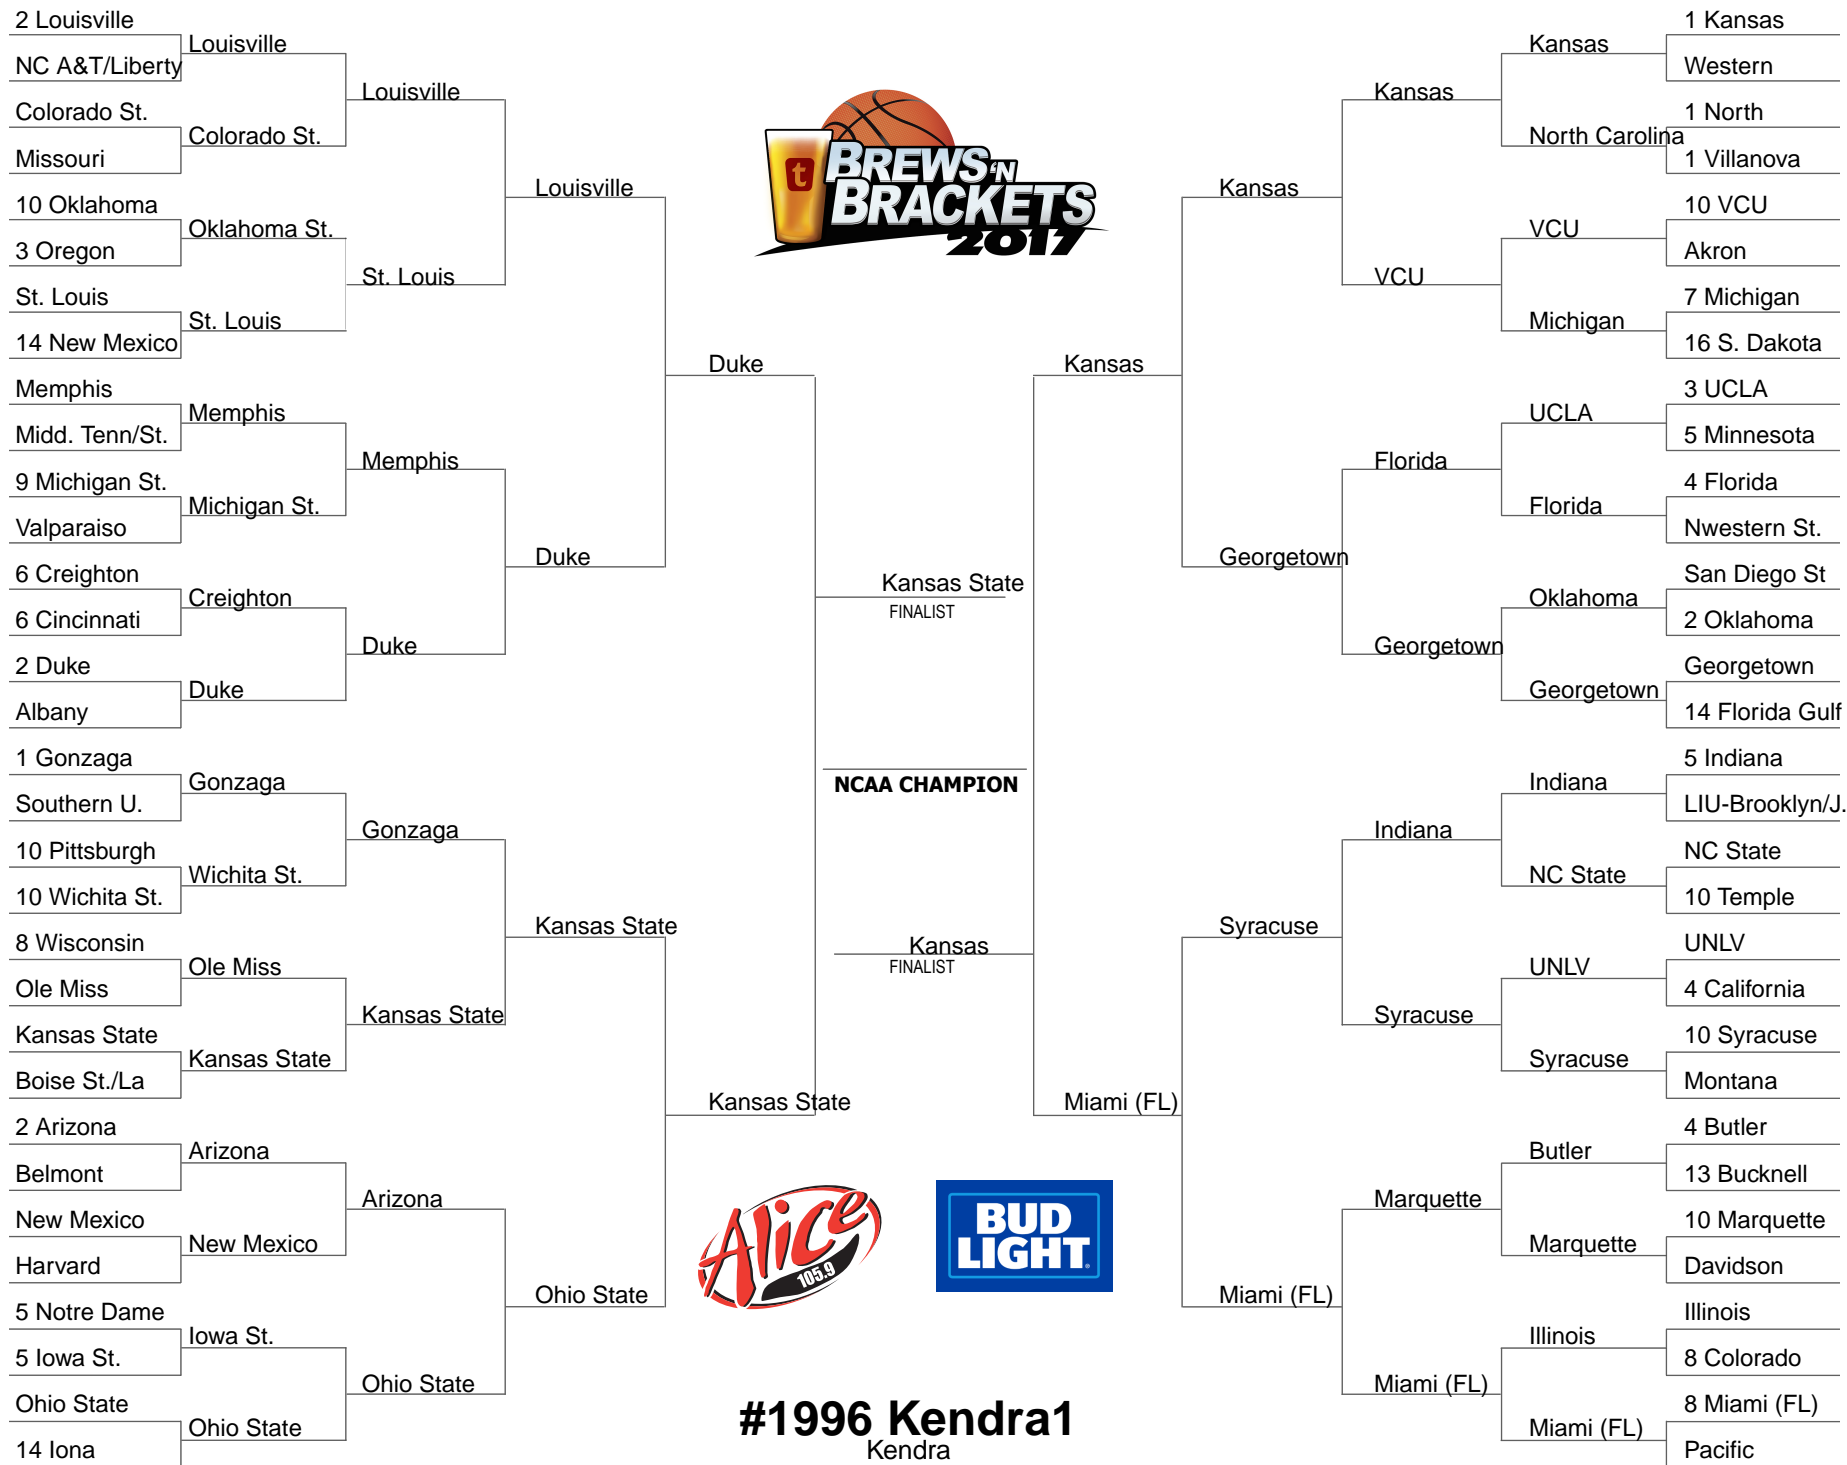 2 Louisville
NC A&T/Liberty
Colorado St.
Missouri
10 Oklahoma
3 Oregon
St. Louis
14 New Mexico
Memphis
Midd. Tenn/St.
9 Michigan St.
Valparaiso
6 Creighton
6 Cincinnati
2 Duke
Albany
1 Gonzaga
Southern U.
10 Pittsburgh
10 Wichita St.
8 Wisconsin
Ole Miss
Kansas State
Boise St./La
2 Arizona
Belmont
New Mexico
Harvard
5 Notre Dame
5 Iowa St.
Ohio State
14 Iona
Louisville
Colorado St.
Oklahoma St.
St. Louis
Memphis
Michigan St.
Creighton
Duke
Gonzaga
Wichita St.
Ole Miss
Kansas State
Arizona
New Mexico
Iowa St.
Ohio State
Louisville
St. Louis
Memphis
Duke
Gonzaga
Kansas State
Arizona
Ohio State
Louisville
Duke
Kansas State
Ohio State
Duke
Kansas State
t
BREWS 'N
BRACKETS
2017
Kansas State
FINALIST
NCAA CHAMPION
Kansas
FINALIST
Alice
105.9
BUD
LIGHT
#1996 Kendra1
Kendra
Kansas
Miami (FL)
Kansas
Georgetown
Syracuse
Miami (FL)
Kansas
VCU
Florida
Georgetown
Indiana
Syracuse
Marquette
Miami (FL)
Kansas
North Carolina
VCU
Michigan
UCLA
Florida
Oklahoma
Georgetown
Indiana
NC State
UNLV
Syracuse
Butler
Marquette
Illinois
Miami (FL)
1 Kansas
Western
1 North
1 Villanova
10 VCU
Akron
7 Michigan
16 S. Dakota
3 UCLA
5 Minnesota
4 Florida
Nwestern St.
San Diego St
2 Oklahoma
Georgetown
14 Florida Gulf
5 Indiana
LIU-Brooklyn/J.
NC State
10 Temple
UNLV
4 California
10 Syracuse
Montana
4 Butler
13 Bucknell
10 Marquette
Davidson
Illinois
8 Colorado
8 Miami (FL)
Pacific